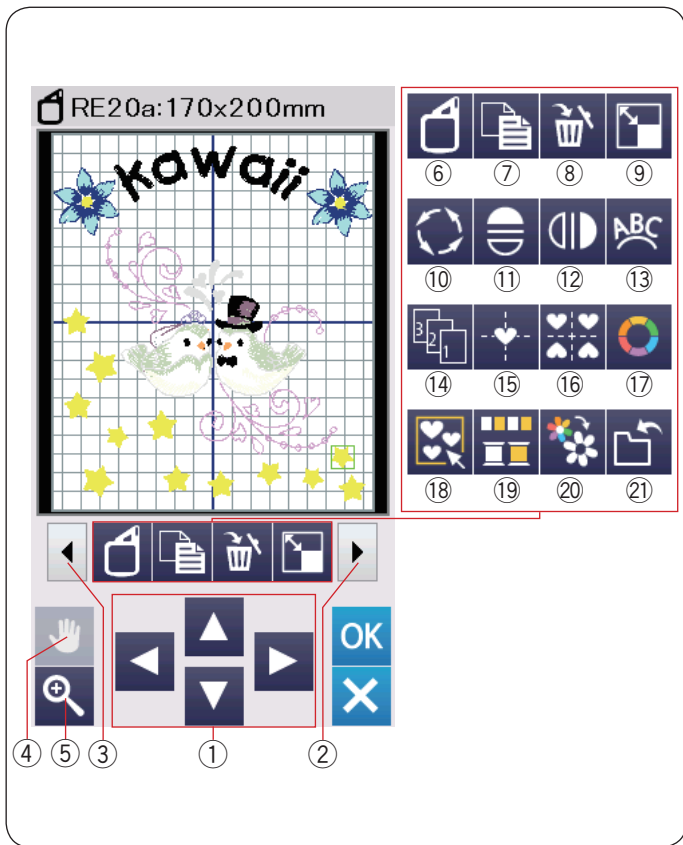 RE20a:170x200mm
kawaii
⑥ ⑦ ⑧ ⑨
ABC
⑩ ⑪ ⑫ ⑬
3 2 1
⑭ ⑮ ⑯ ⑰
⑱ ⑲ ⑳ ㉑
OK
④ ⑤ ③ ① ②